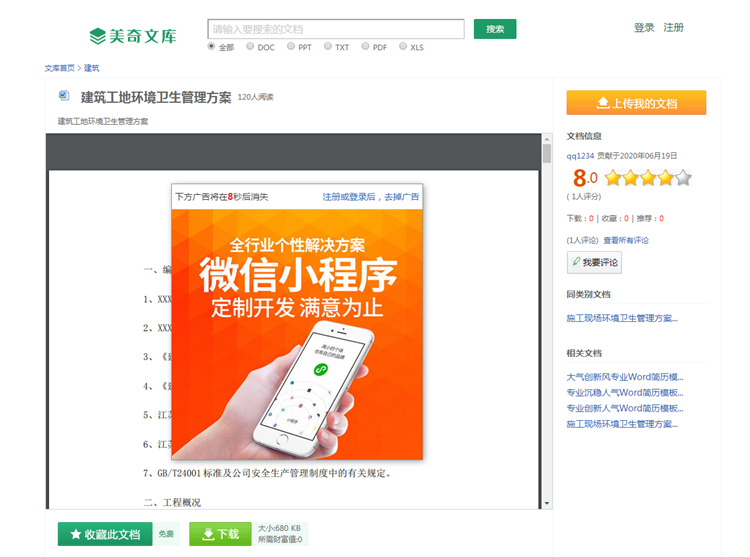 美奇文库
请输入要搜索的文档
搜索
登录 注册
全部 DOC PPT TXT PDF XLS
文库首页 > 建筑
建筑工地环境卫生管理方案 120人阅读
建筑工地环境卫生管理方案
下方广告将在8秒后消失 注册或登录后，去掉广告
全行业个性解决方案
微信小程序
定制开发 满意为止
小程序
一、编
1、XXX
2、XXX
3、《建
4、《建
5、江苏
6、江苏
7、GB/T24001 标准及公司安全生产管理制度中的有关规定。
二、工程概况
收藏此文档 免费 下载
大小:680 KB
所需财富值:0
上传我的文档
文档信息
qq1234 贡献于2020年06月19日
8.0
( 1人评分)
下载：0 | 收藏：0 | 推荐：0
(1人评论) 查看所有评论
我要评论
同类别文档
施工现场环境卫生管理方案...
相关文档
大气创新风专业Word简历模...
专业沉稳人气Word简历模板...
专业创新人气Word简历模板...
施工现场环境卫生管理方案...